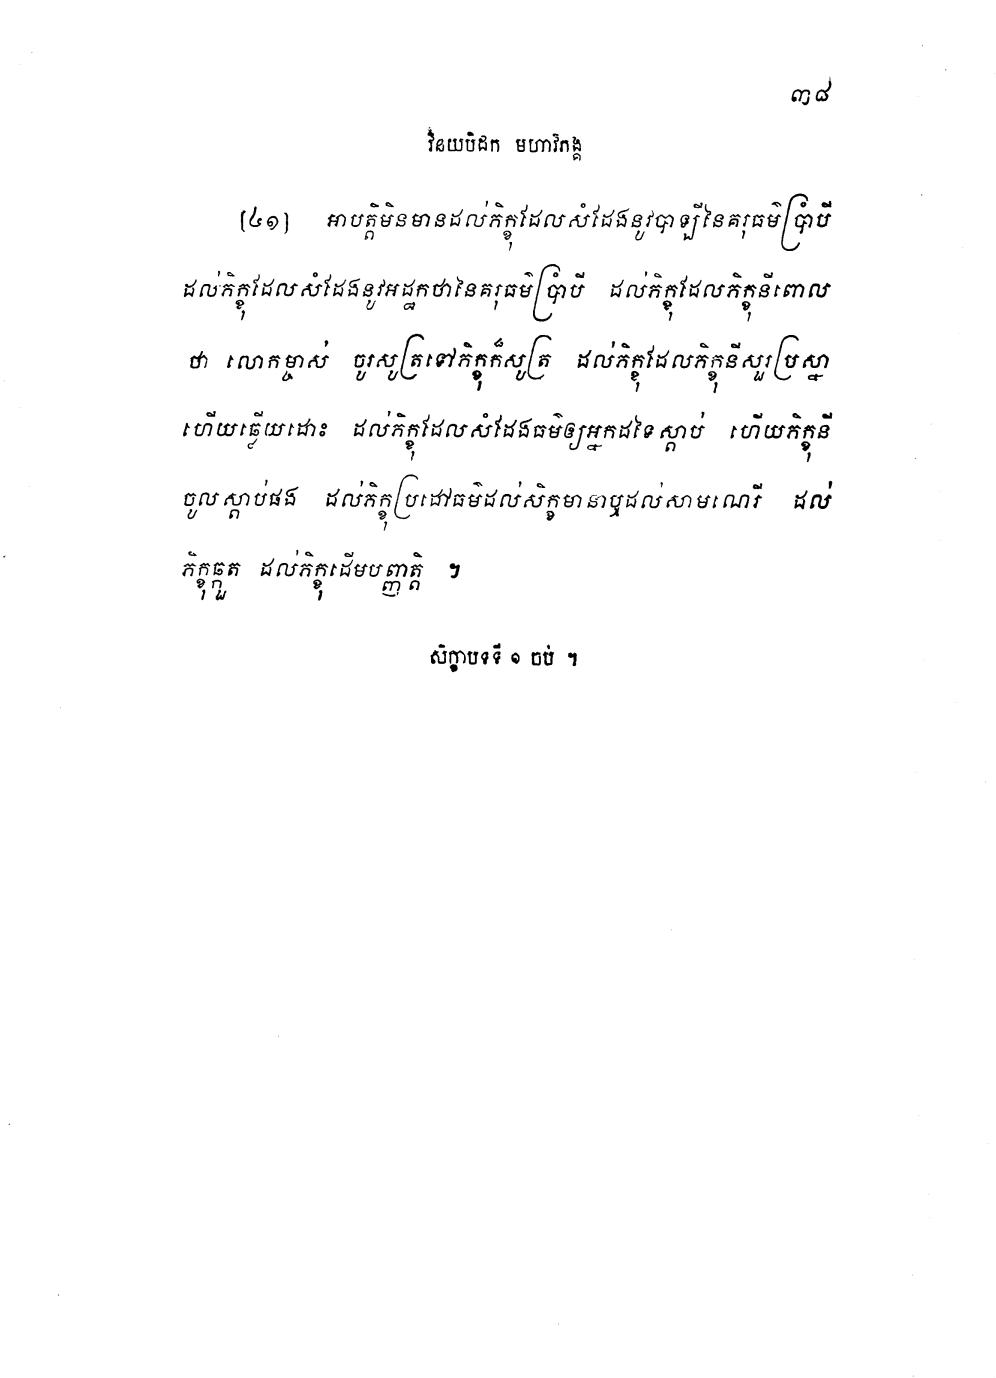 ៣៨
វិនយបិដក មហាវិភង្គ
(៤១) អាបត្តិមិនមានដល់ភិក្ខុដែលសំដែងនូវបាឡីនៃគរុធម៌ប្រាំបី
ដល់ភិក្ខុដែលសំដែងនូវអដ្ឋកថានៃគរុធម៌ប្រាំបី ដល់ភិក្ខុដែលភិក្ខុនីពោល
ថា លោកម្ចាស់ ចូរសូត្រទៅភិក្ខុក៏សូត្រ ដល់ភិក្ខុដែលភិក្ខុនីសួរប្រស្នា
ហើយឆ្លើយដោះ ដល់ភិក្ខុដែលសំដែងធម៌ឲ្យអ្នកដទៃស្តាប់ ហើយភិក្ខុនី
ចូលស្តាប់ផង ដល់ភិក្ខុប្រដៅធម៌ដល់សិក្ខមានាឬដល់សាមណេរី ដល់
ភិក្ខុឆ្កួត ដល់ភិក្ខុដើមបញ្ញត្តិ ។
សិក្ខាបទទី ១ ចប់ ។